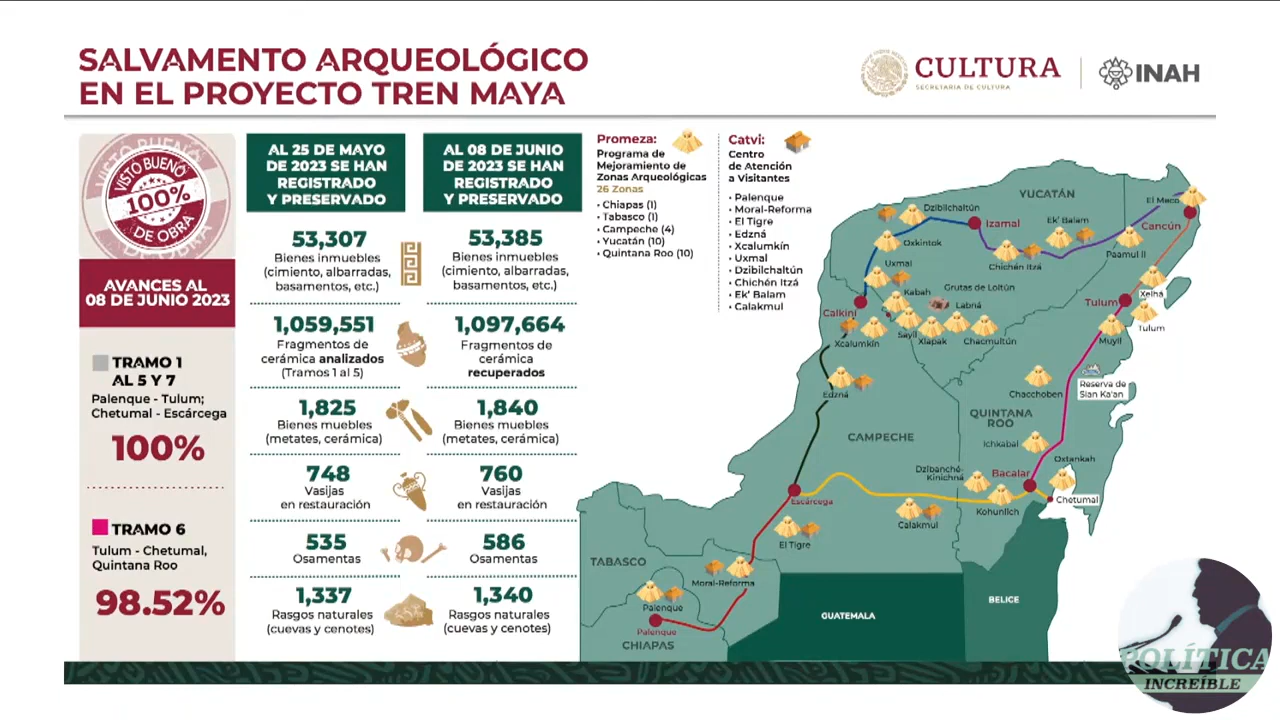 SALVAMENTO ARQUEOLÓGICO
EN EL PROYECTO TREN MAYA
CULTURA
SECRETARÍA DE CULTURA
INAH
VISTO BUENO
100%
DE OBRA
AVANCES AL
08 DE JUNIO 2023
TRAMO 1
AL 5 Y 7
Palenque - Tulum;
Chetumal - Escárcega
100%
TRAMO 6
Tulum - Chetumal,
Quintana Roo
98.52%
AL 25 DE MAYO
DE 2023 SE HAN
REGISTRADO
Y PRESERVADO
53,307
Bienes inmuebles
(cimiento, albarradas,
basamentos, etc.)
1,059,551
Fragmentos de
cerámica analizados
(Tramos 1 al 5)
1,825
Bienes muebles
(metates, cerámica)
748
Vasijas
en restauración
535
Osamentas
1,337
Rasgos naturales
(cuevas y cenotes)
AL 08 DE JUNIO
DE 2023 SE HAN
REGISTRADO
Y PRESERVADO
53,385
Bienes inmuebles
(cimiento, albarradas,
basamentos, etc.)
1,097,664
Fragmentos de
cerámica
recuperados
1,840
Bienes muebles
(metates, cerámica)
760
Vasijas
en restauración
586
Osamentas
1,340
Rasgos naturales
(cuevas y cenotes)
Promeza:
Programa de
Mejoramiento de
Zonas Arqueológicas
26 Zonas
• Chiapas (1)
• Tabasco (1)
• Campeche (4)
• Yucatán (10)
• Quintana Roo (10)
Catvi:
Centro
de Atención
a Visitantes
• Palenque
• Moral-Reforma
• El Tigre
• Edzná
• Xcalumkín
• Uxmal
• Dzibilchaltún
• Chichén Itzá
• Ek' Balam
• Calakmul
YUCATÁN
El Meco
Dzibilchaltún
Izamal
Ek' Balam
Cancún
Oxkintok
Chichén Itzá
Paamul II
Uxmal
Kabah
Grutas de Loltún
Labná
Xelhá
Tulum
Calkiní
Sayil
Xlapak
Chacmultún
Xcalumkín
Muyil
Tulum
Edzná
Chacchoben
Reserva de
Sian Ka'an
QUINTANA
ROO
CAMPECHE
Ichkabal
Oxtankah
Dzibanché-
Kinichná
Bacalar
Escárcega
Kohunlich
Chetumal
Calakmul
El Tigre
TABASCO
Moral-Reforma
Palenque
Palenque
CHIAPAS
GUATEMALA
BELICE
POLÍTICA
INCREÍBLE